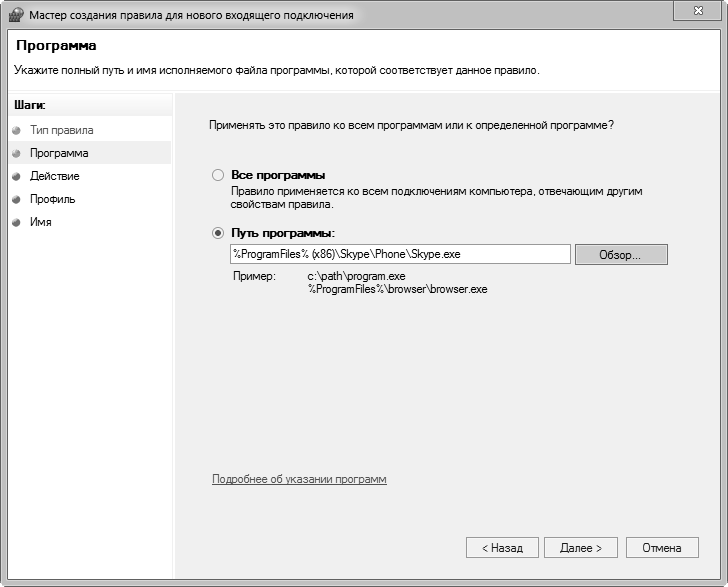 Мастер создания правила для нового входящего подключения
Программа
Укажите полный путь и имя исполняемого файла программы, которой соответствует данное правило.
Шаги:
Тип правила
Программа
Действие
Профиль
Имя
Применять это правило ко всем программам или к определенной программе?
Все программы
Правило применяется ко всем подключениям компьютера, отвечающим другим
свойствам правила.
Путь программы:
%ProgramFiles% (x86)\Skype\Phone\Skype.exe
Обзор...
Пример: c:\path\program.exe
%ProgramFiles%\browser\browser.exe
Подробнее об указании программ
< Назад
Далее >
Отмена